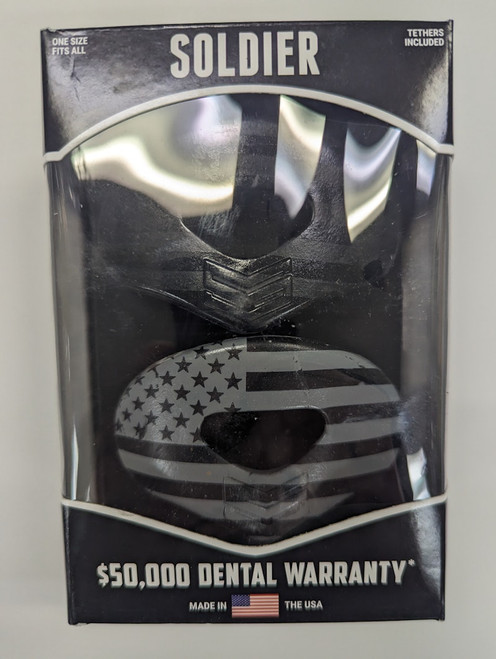 ONE SIZE
FITS ALL
SOLDIER
TETHERS
INCLUDED
$50,000 DENTAL WARRANTY*
MADE IN THE USA